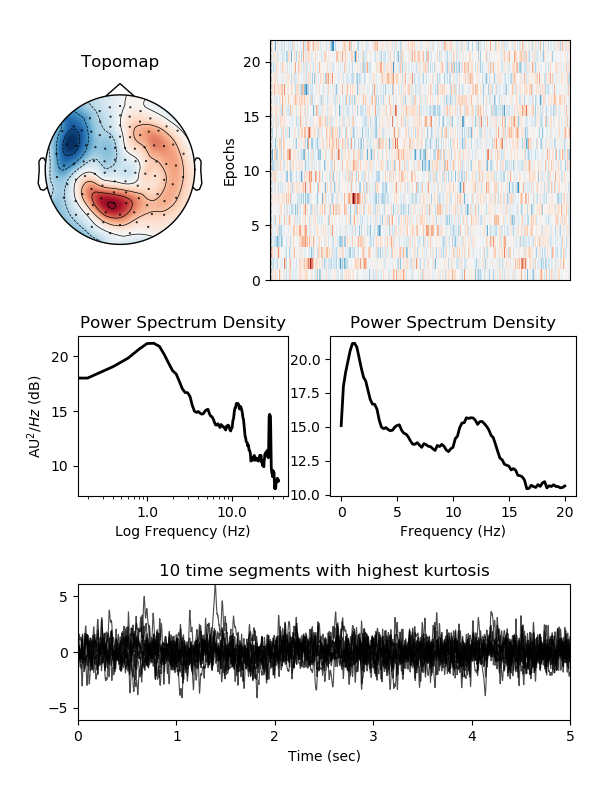 Topomap
Epochs
20
15
10
5
0
Power Spectrum Density
AU²/Hz (dB)
20
15
10
1.0 10.0
Log Frequency (Hz)
Power Spectrum Density
20.0
17.5
15.0
12.5
10.0
0 5 10 15 20
Frequency (Hz)
10 time segments with highest kurtosis
5
0
−5
0 1 2 3 4 5
Time (sec)